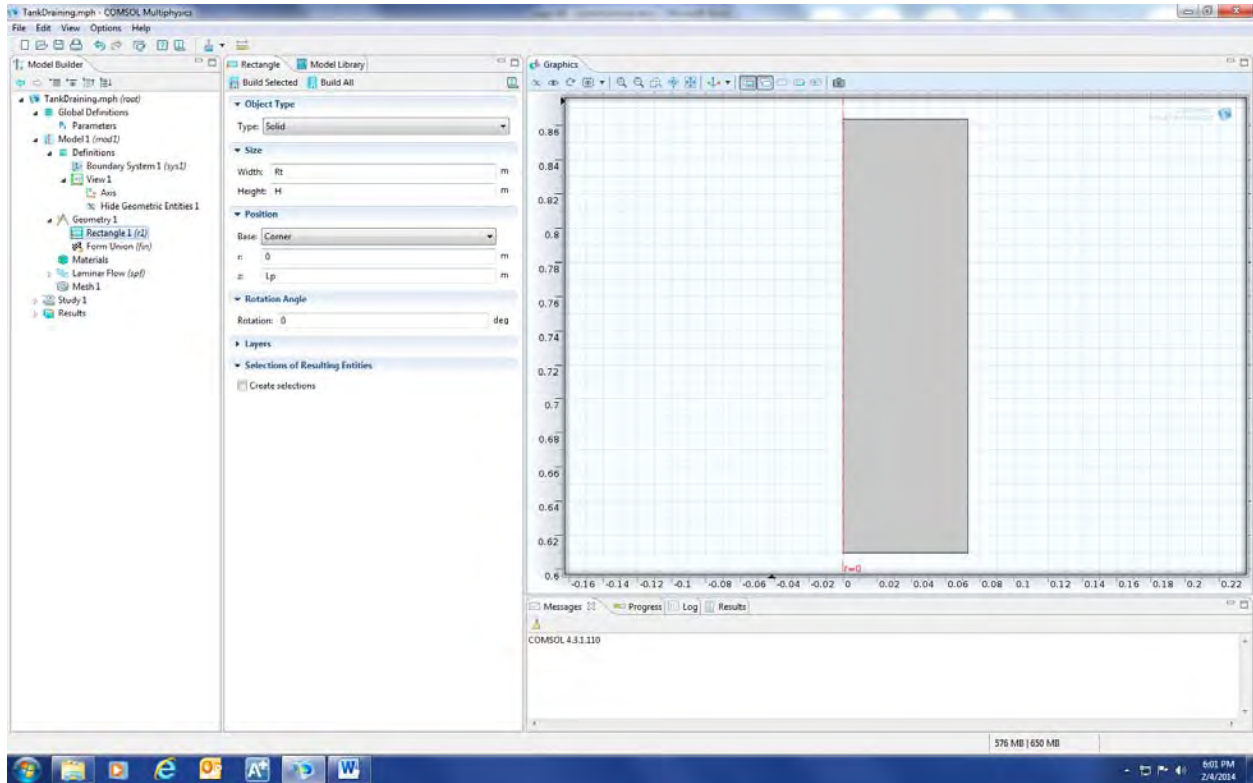 TankDraining.mph - COMSOL Multiphysics
File Edit View Options Help
Model Builder
TankDraining.mph (root)
Global Definitions
Parameters
Model 1 (mod1)
Definitions
Boundary System 1 (sys1)
View 1
Axis
Hide Geometric Entities 1
Geometry 1
Rectangle 1 (r1)
Form Union (fin)
Materials
Laminar Flow (spf)
Mesh 1
Study 1
Results
Rectangle Model Library
Build Selected Build All
Object Type
Type: Solid
Size
Width: Rt m
Height: H m
Position
Base: Corner
r: 0 m
z: Lp m
Rotation Angle
Rotation: 0 deg
Layers
Selections of Resulting Entities
Create selections
Graphics
0.86
0.84
0.82
0.8
0.78
0.76
0.74
0.72
0.7
0.68
0.66
0.64
0.62
0.6
r=0
-0.16 -0.14 -0.12 -0.1 -0.08 -0.06 -0.04 -0.02 0 0.02 0.04 0.06 0.08 0.1 0.12 0.14 0.16 0.18 0.2 0.22
Messages Progress Log Results
COMSOL 4.3.1.110
576 MB | 650 MB
6:01 PM
2/4/2014